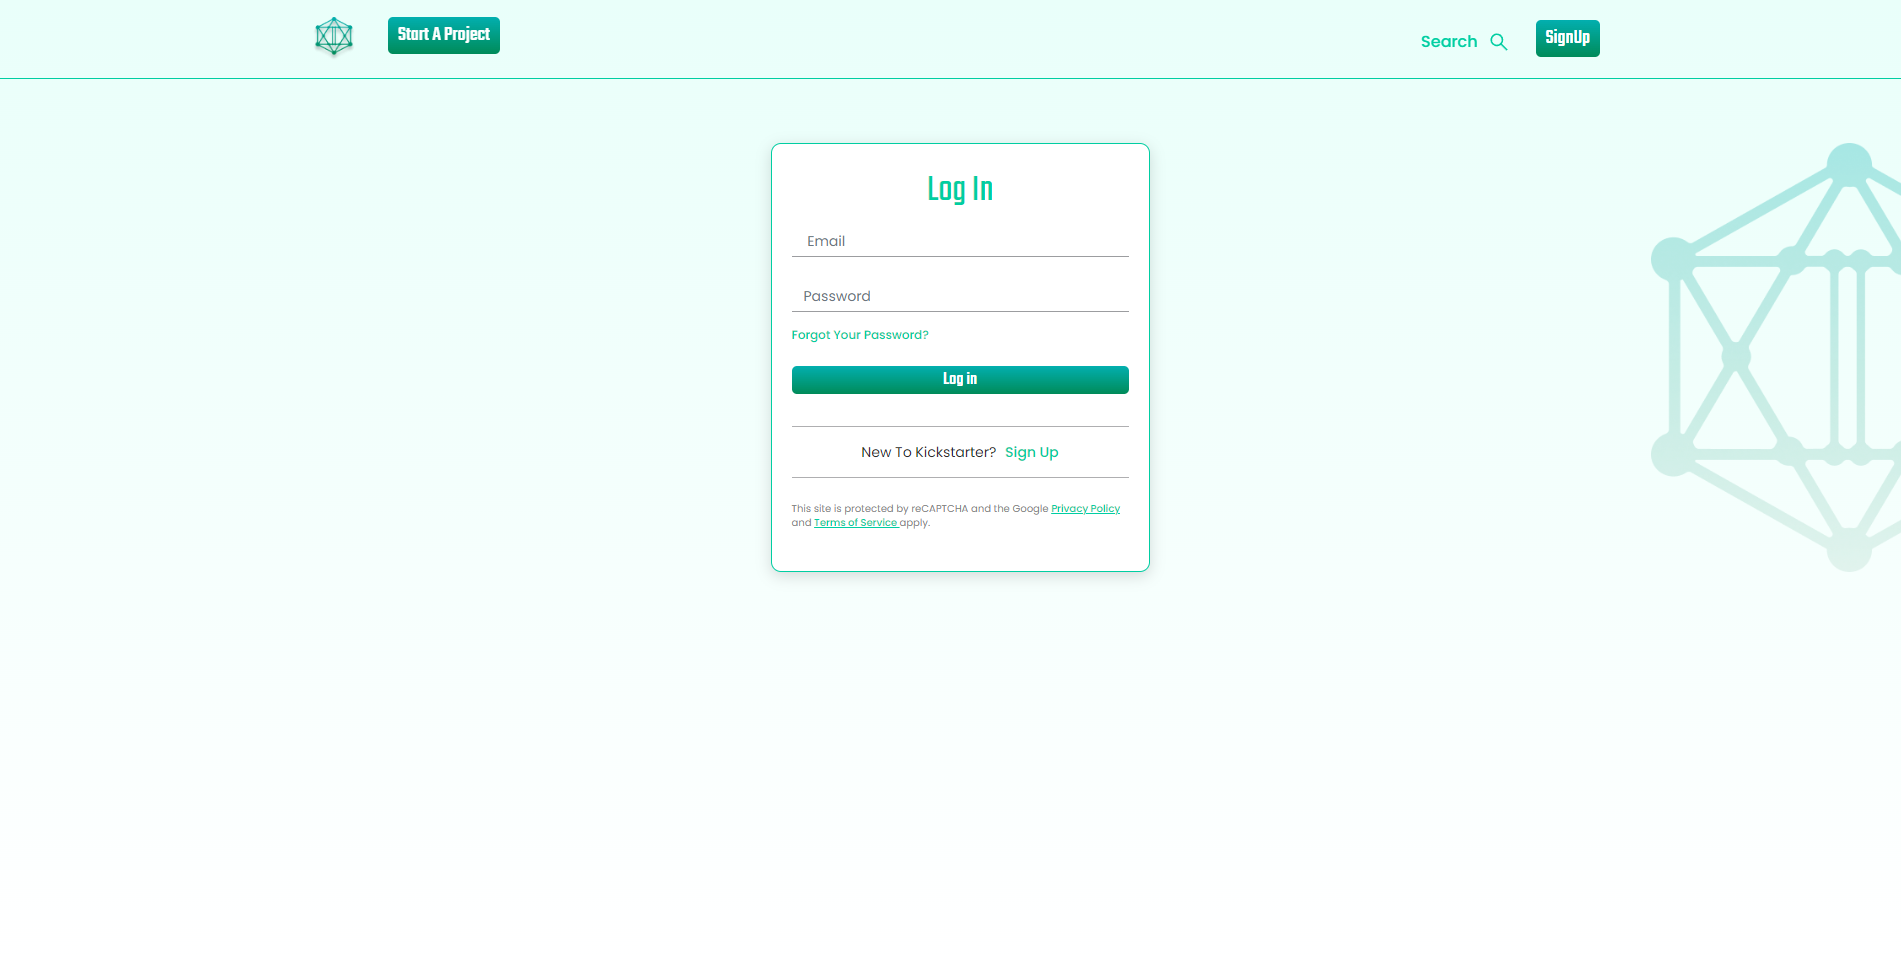 Start A Project
Search
SignUp
Log In
Email
Password
Forgot Your Password?
Log in
New To Kickstarter? Sign Up
This site is protected by reCAPTCHA and the Google Privacy Policy
and Terms of Service apply.